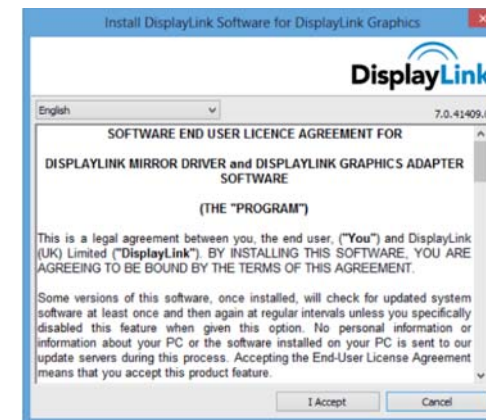 Install DisplayLink Software for DisplayLink Graphics
DisplayLink
English
7.0.41409.
SOFTWARE END USER LICENCE AGREEMENT FOR
DISPLAYLINK MIRROR DRIVER and DISPLAYLINK GRAPHICS ADAPTER
SOFTWARE
(THE "PROGRAM")
This is a legal agreement between you, the end user, ("You") and DisplayLink
(UK) Limited ("DisplayLink"). BY INSTALLING THIS SOFTWARE, YOU ARE
AGREEING TO BE BOUND BY THE TERMS OF THIS AGREEMENT.
Some versions of this software, once installed, will check for updated system
software at least once and then again at regular intervals unless you specifically
disabled this feature when given this option. No personal information or
information about your PC or the software installed on your PC is sent to our
update servers during this process. Accepting the End-User License Agreement
means that you accept this product feature.
I Accept
Cancel